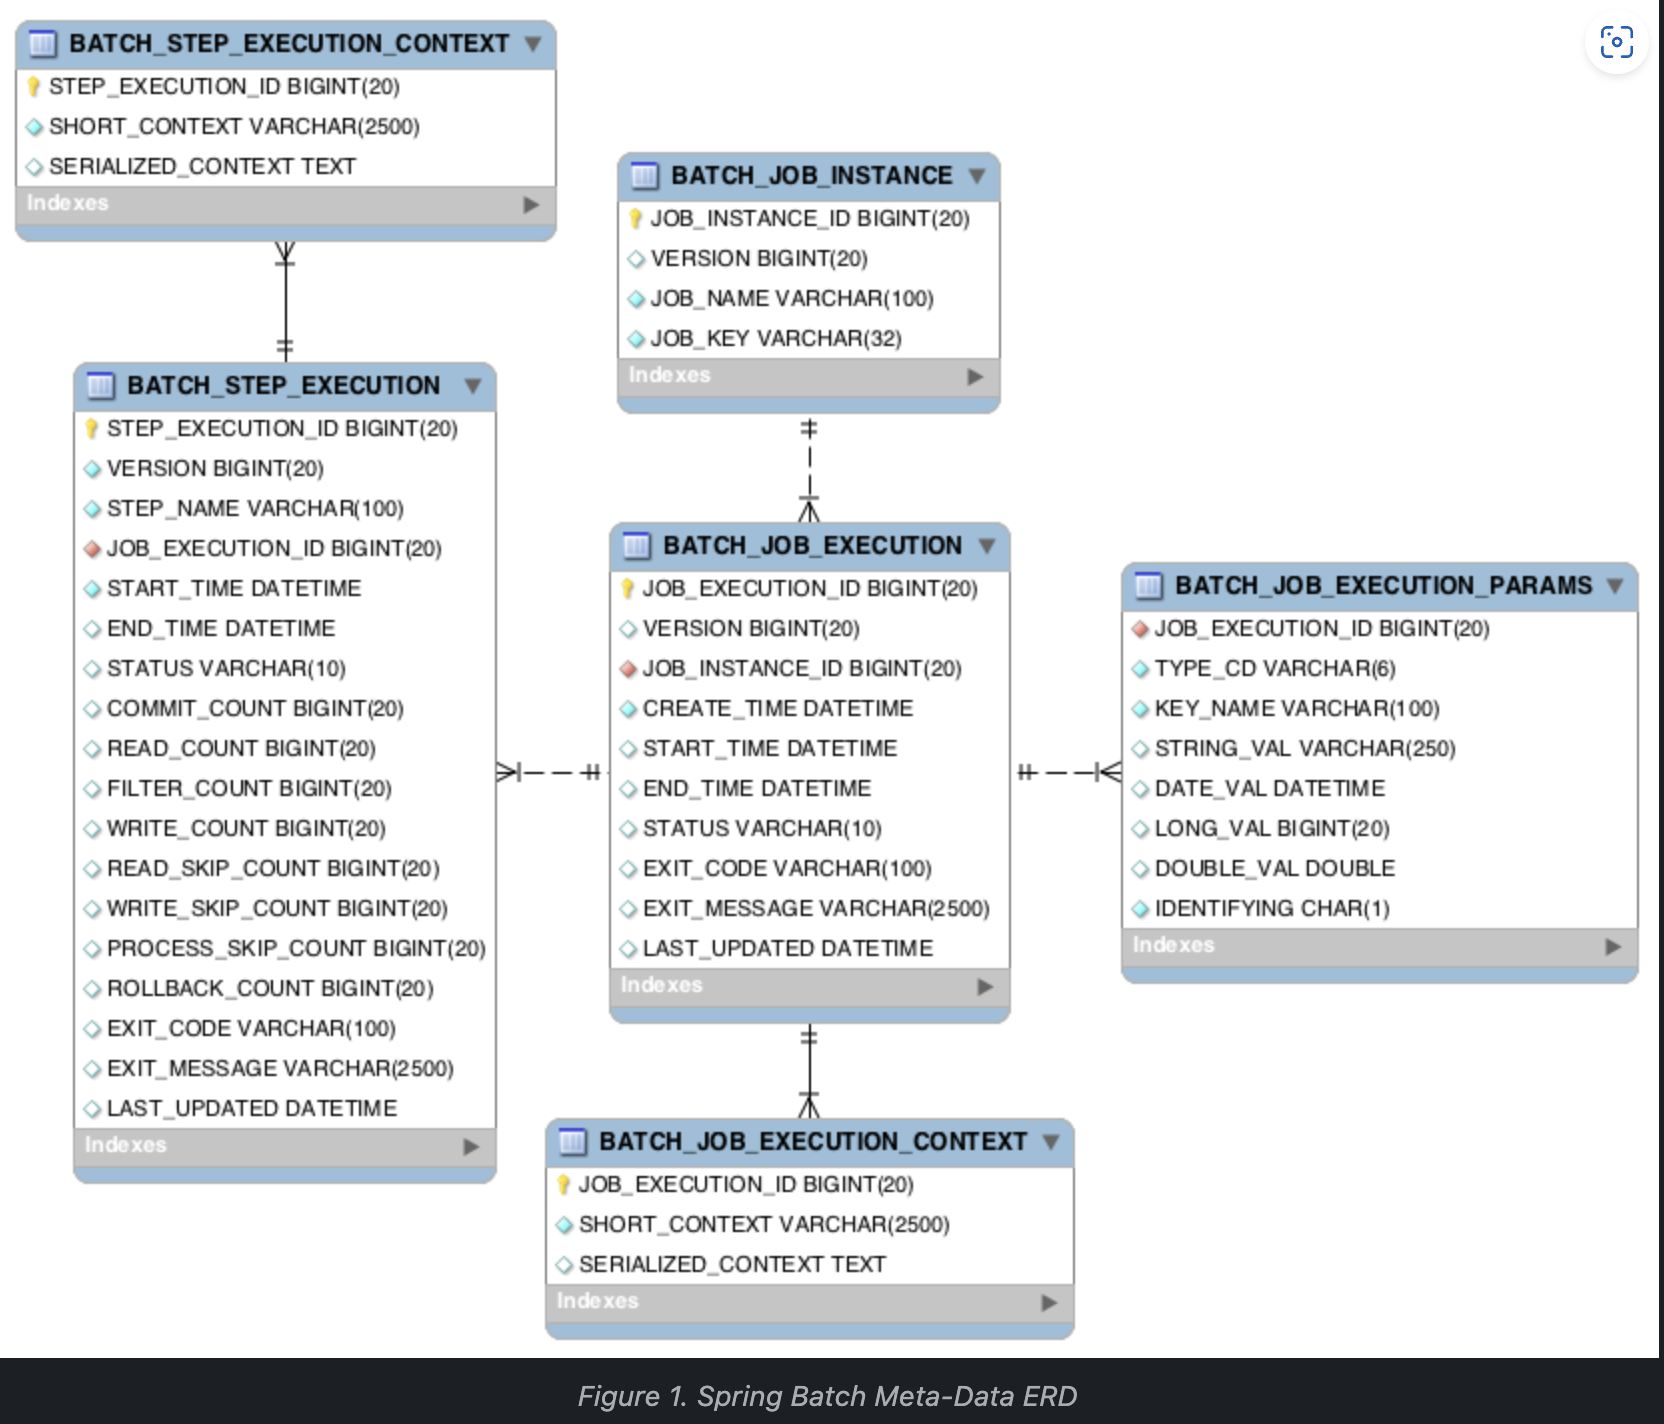 BATCH_STEP_EXECUTION_CONTEXT
STEP_EXECUTION_ID BIGINT(20)
SHORT_CONTEXT VARCHAR(2500)
SERIALIZED_CONTEXT TEXT
Indexes
BATCH_JOB_INSTANCE
JOB_INSTANCE_ID BIGINT(20)
VERSION BIGINT(20)
JOB_NAME VARCHAR(100)
JOB_KEY VARCHAR(32)
Indexes
BATCH_STEP_EXECUTION
STEP_EXECUTION_ID BIGINT(20)
VERSION BIGINT(20)
STEP_NAME VARCHAR(100)
JOB_EXECUTION_ID BIGINT(20)
START_TIME DATETIME
END_TIME DATETIME
STATUS VARCHAR(10)
COMMIT_COUNT BIGINT(20)
READ_COUNT BIGINT(20)
FILTER_COUNT BIGINT(20)
WRITE_COUNT BIGINT(20)
READ_SKIP_COUNT BIGINT(20)
WRITE_SKIP_COUNT BIGINT(20)
PROCESS_SKIP_COUNT BIGINT(20)
ROLLBACK_COUNT BIGINT(20)
EXIT_CODE VARCHAR(100)
EXIT_MESSAGE VARCHAR(2500)
LAST_UPDATED DATETIME
Indexes
BATCH_JOB_EXECUTION
JOB_EXECUTION_ID BIGINT(20)
VERSION BIGINT(20)
JOB_INSTANCE_ID BIGINT(20)
CREATE_TIME DATETIME
START_TIME DATETIME
END_TIME DATETIME
STATUS VARCHAR(10)
EXIT_CODE VARCHAR(100)
EXIT_MESSAGE VARCHAR(2500)
LAST_UPDATED DATETIME
Indexes
BATCH_JOB_EXECUTION_PARAMS
JOB_EXECUTION_ID BIGINT(20)
TYPE_CD VARCHAR(6)
KEY_NAME VARCHAR(100)
STRING_VAL VARCHAR(250)
DATE_VAL DATETIME
LONG_VAL BIGINT(20)
DOUBLE_VAL DOUBLE
IDENTIFYING CHAR(1)
Indexes
BATCH_JOB_EXECUTION_CONTEXT
JOB_EXECUTION_ID BIGINT(20)
SHORT_CONTEXT VARCHAR(2500)
SERIALIZED_CONTEXT TEXT
Indexes
Figure 1. Spring Batch Meta-Data ERD